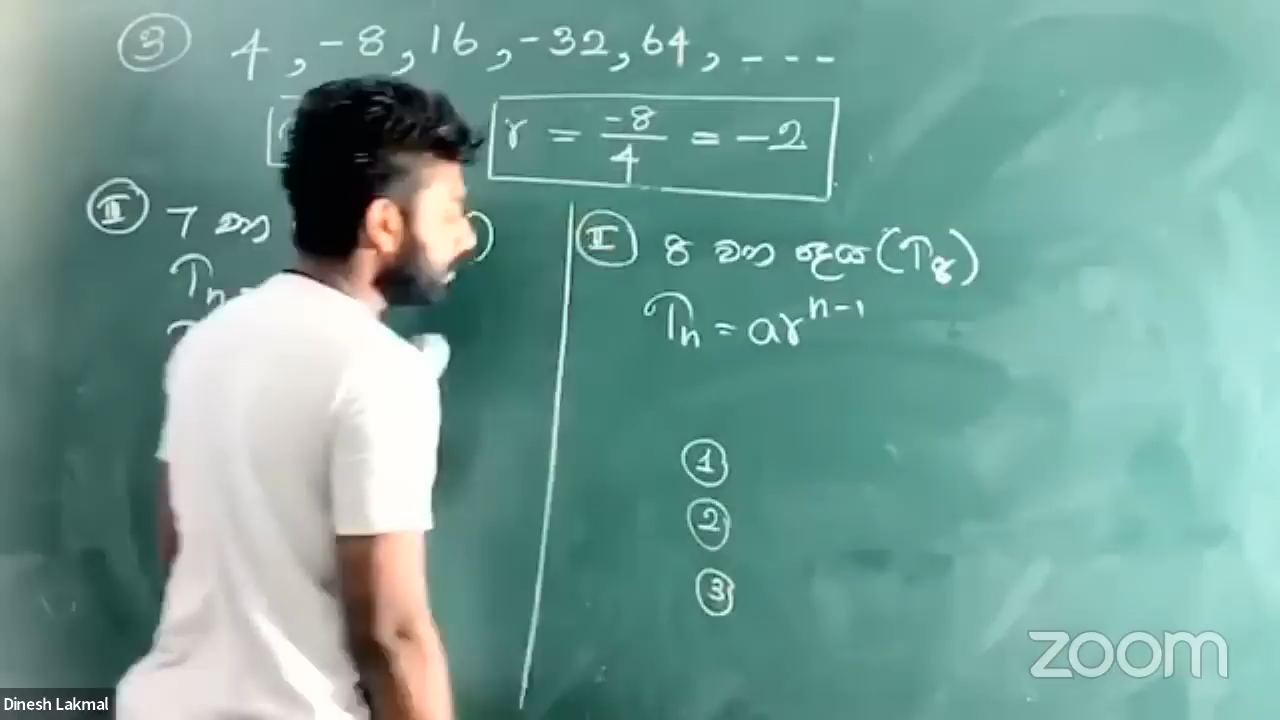 ③ 4, -8, 16, -32, 64, ---
r = -8/4 = -2
Ⅱ 7 වන )
Tn =
Ⅱ 8 වන දෙය (T8)
Tn = ar^(n-1)
①
②
③
zoom
Dinesh Lakmal